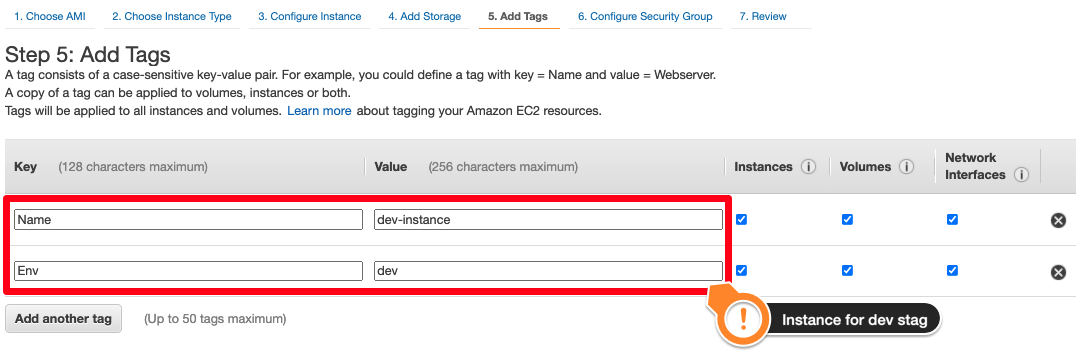 1. Choose AMI 2. Choose Instance Type 3. Configure Instance 4. Add Storage 5. Add Tags 6. Configure Security Group 7. Review
Step 5: Add Tags
A tag consists of a case-sensitive key-value pair. For example, you could define a tag with key = Name and value = Webserver.
A copy of a tag can be applied to volumes, instances or both.
Tags will be applied to all instances and volumes. Learn more about tagging your Amazon EC2 resources.
Key (128 characters maximum) Value (256 characters maximum) Instances i Volumes i Network Interfaces i
Name dev-instance
Env dev
Add another tag (Up to 50 tags maximum)
! Instance for dev stag